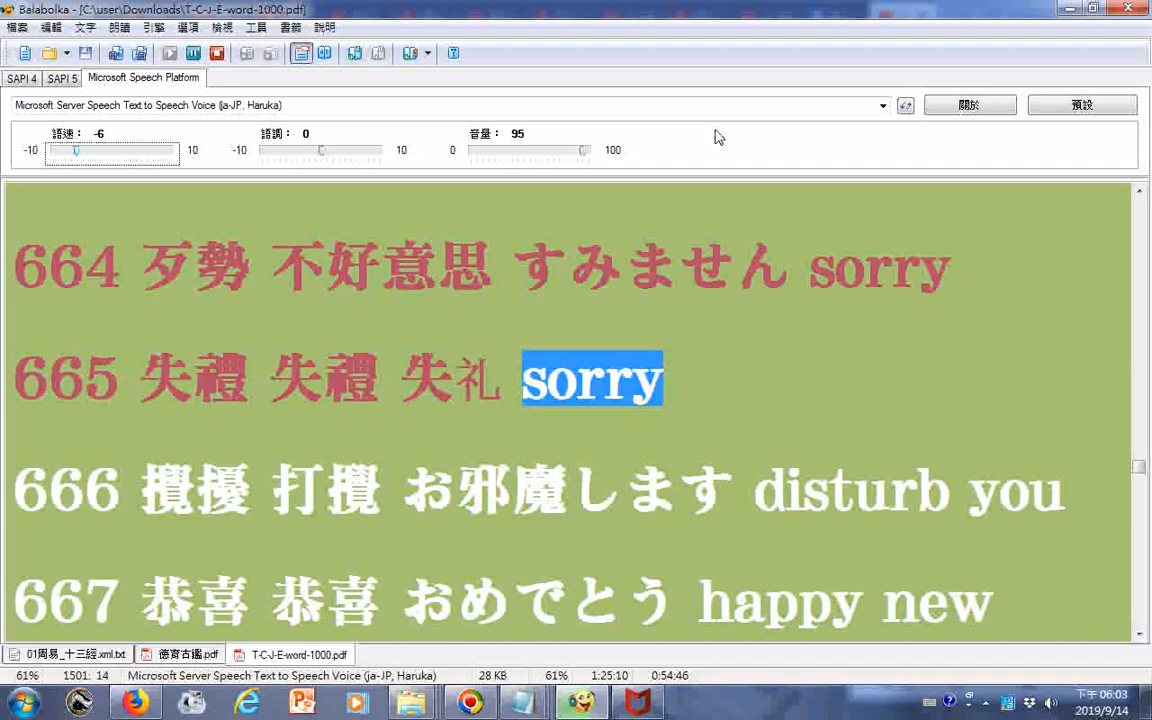 Balabolka - [C:\user\Downloads\T-C-J-E-word-1000.pdf]
檔案 編輯 文字 朗讀 引擎 選項 檢視 工具 書籤 說明
SAPI 4 SAPI 5 Microsoft Speech Platform
Microsoft Server Speech Text to Speech Voice (ja-JP, Haruka) 關於 預設
語速： -6 語調： 0 音量： 95
-10 10 -10 10 0 100
664 歹勢 不好意思 すみません sorry
665 失禮 失禮 失礼 sorry
666 攪擾 打攪 お邪魔します disturb you
667 恭喜 恭喜 おめでとう happy new
01周易_十三經.xml.txt 德育古鑑.pdf T-C-J-E-word-1000.pdf
61% 1501: 14 Microsoft Server Speech Text to Speech Voice (ja-JP, Haruka) 28 KB 61% 1:25:10 0:54:46
下午 06:03
2019/9/14